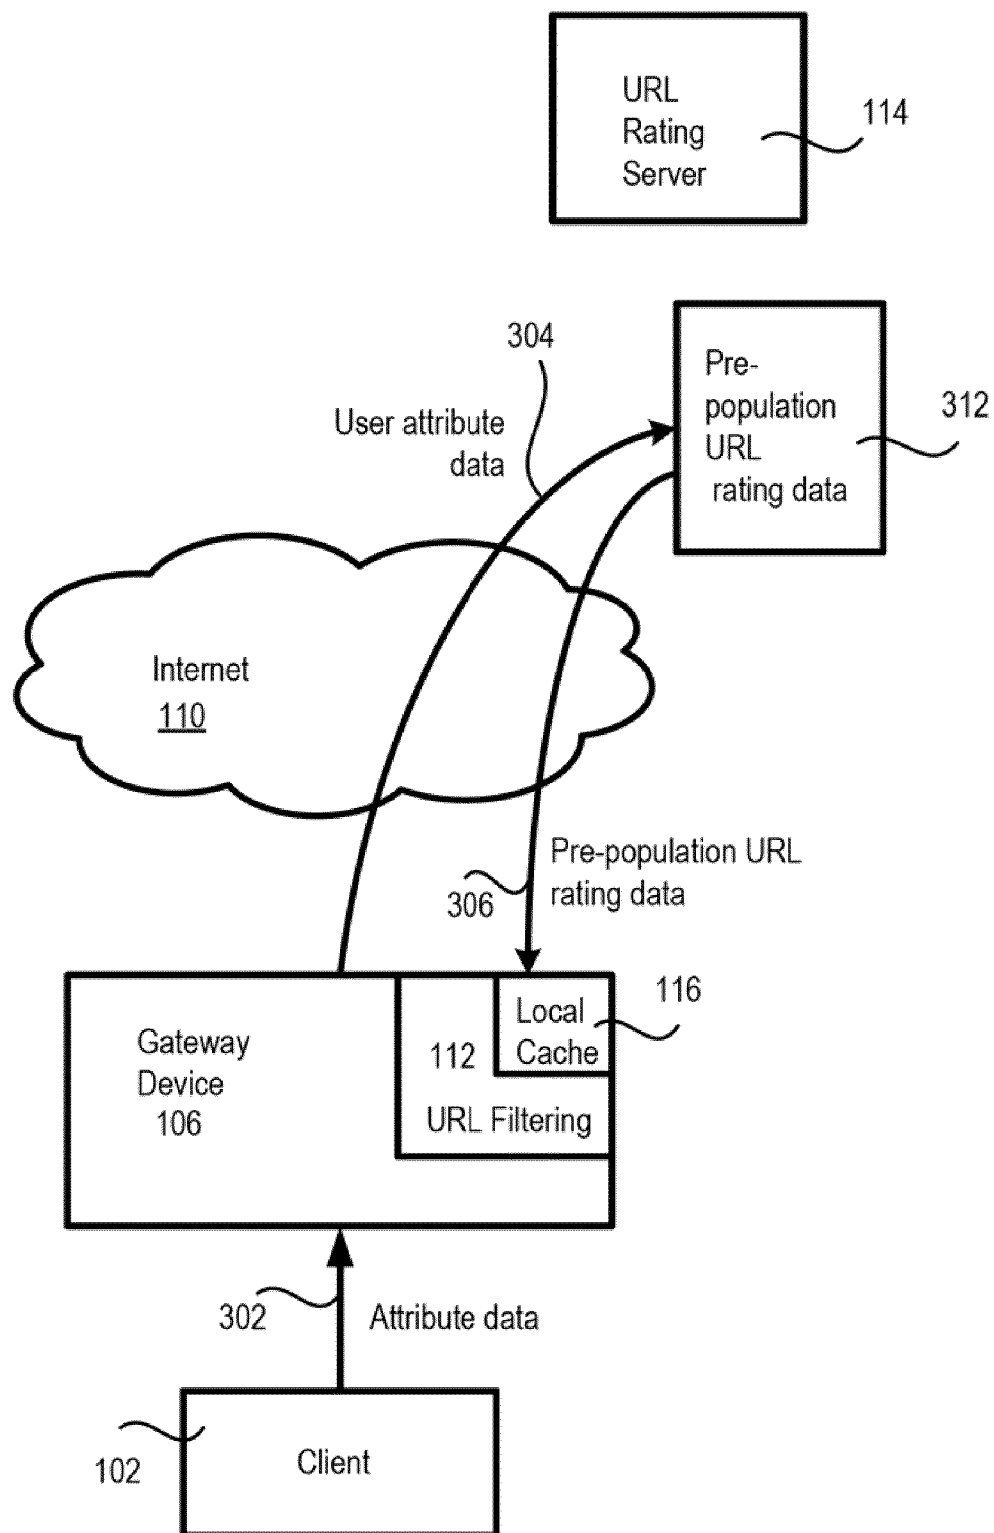 URL
Rating
Server
114
304
Pre-
population
URL
rating data
312
User attribute
data
Internet
110
Pre-population URL
rating data
306
116
Local
Cache
Gateway
Device
106
112
URL Filtering
302
Attribute data
102
Client